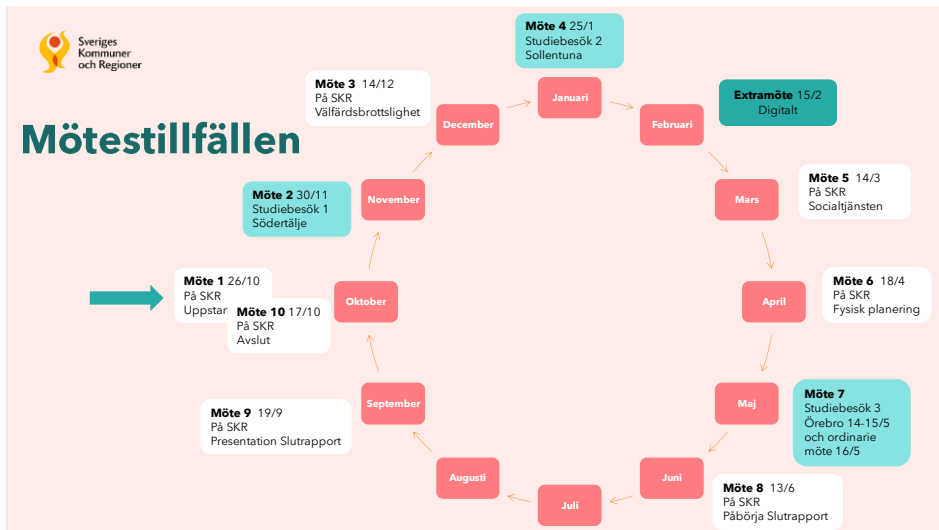 Sveriges
Kommuner
och Regioner
Mötestillfällen
Möte 4 25/1
Studiebesök 2
Sollentuna
Januari
Extramöte 15/2
Digitalt
Februari
Möte 5 14/3
På SKR
Socialtjänsten
Mars
Möte 6 18/4
På SKR
Fysisk planering
April
Möte 7
Studiebesök 3
Örebro 14-15/5
och ordinarie
möte 16/5
Maj
Möte 8 13/6
På SKR
Påbörja Slutrapport
Juni
Juli
Augusti
Möte 9 19/9
På SKR
Presentation Slutrapport
September
Möte 1 26/10
På SKR
Möte 10 17/10
På SKR
Avslut
Oktober
Möte 2 30/11
Studiebesök 1
Södertälje
November
Möte 3 14/12
På SKR
Välfärdsbrottslighet
December